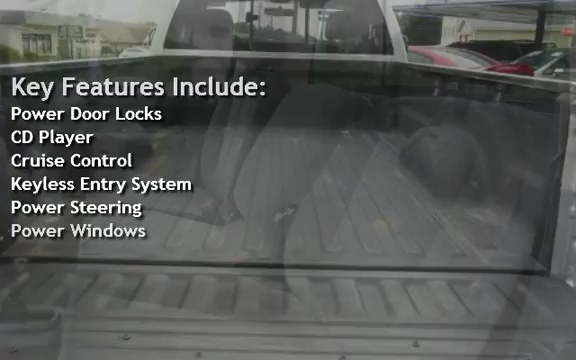 Key Features Include:
Power Door Locks
CD Player
Cruise Control
Keyless Entry System
Power Steering
Power Windows